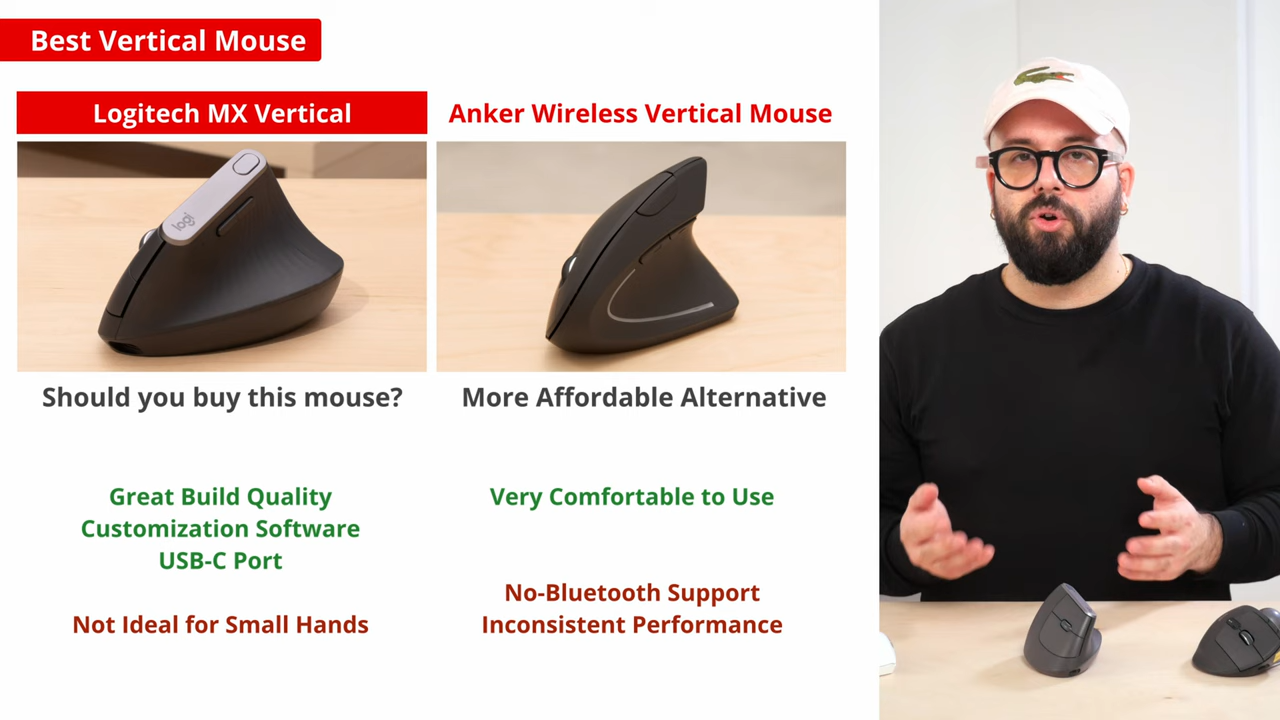 Best Vertical Mouse
Logitech MX Vertical
logi
Should you buy this mouse?
Great Build Quality
Customization Software
USB-C Port
Not Ideal for Small Hands
Anker Wireless Vertical Mouse
More Affordable Alternative
Very Comfortable to Use
No-Bluetooth Support
Inconsistent Performance